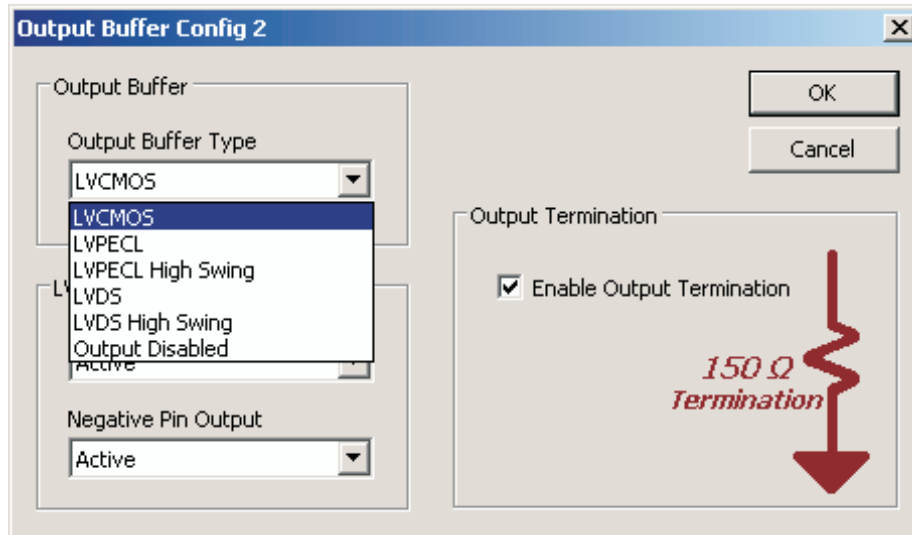 Output Buffer Config 2
Output Buffer
Output Buffer Type
LVCMOS
LVCMOS
LVPECL
LVPECL High Swing
LVDS
LVDS High Swing
Output Disabled
Active
Negative Pin Output
Active
OK
Cancel
Output Termination
Enable Output Termination
150 Ω
Termination